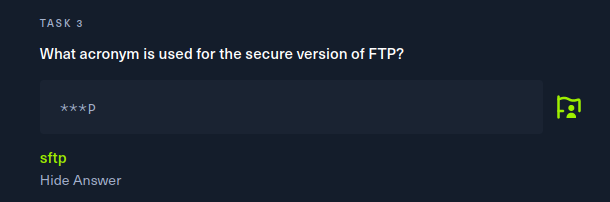 TASK 3
What acronym is used for the secure version of FTP?
***p
sftp
Hide Answer